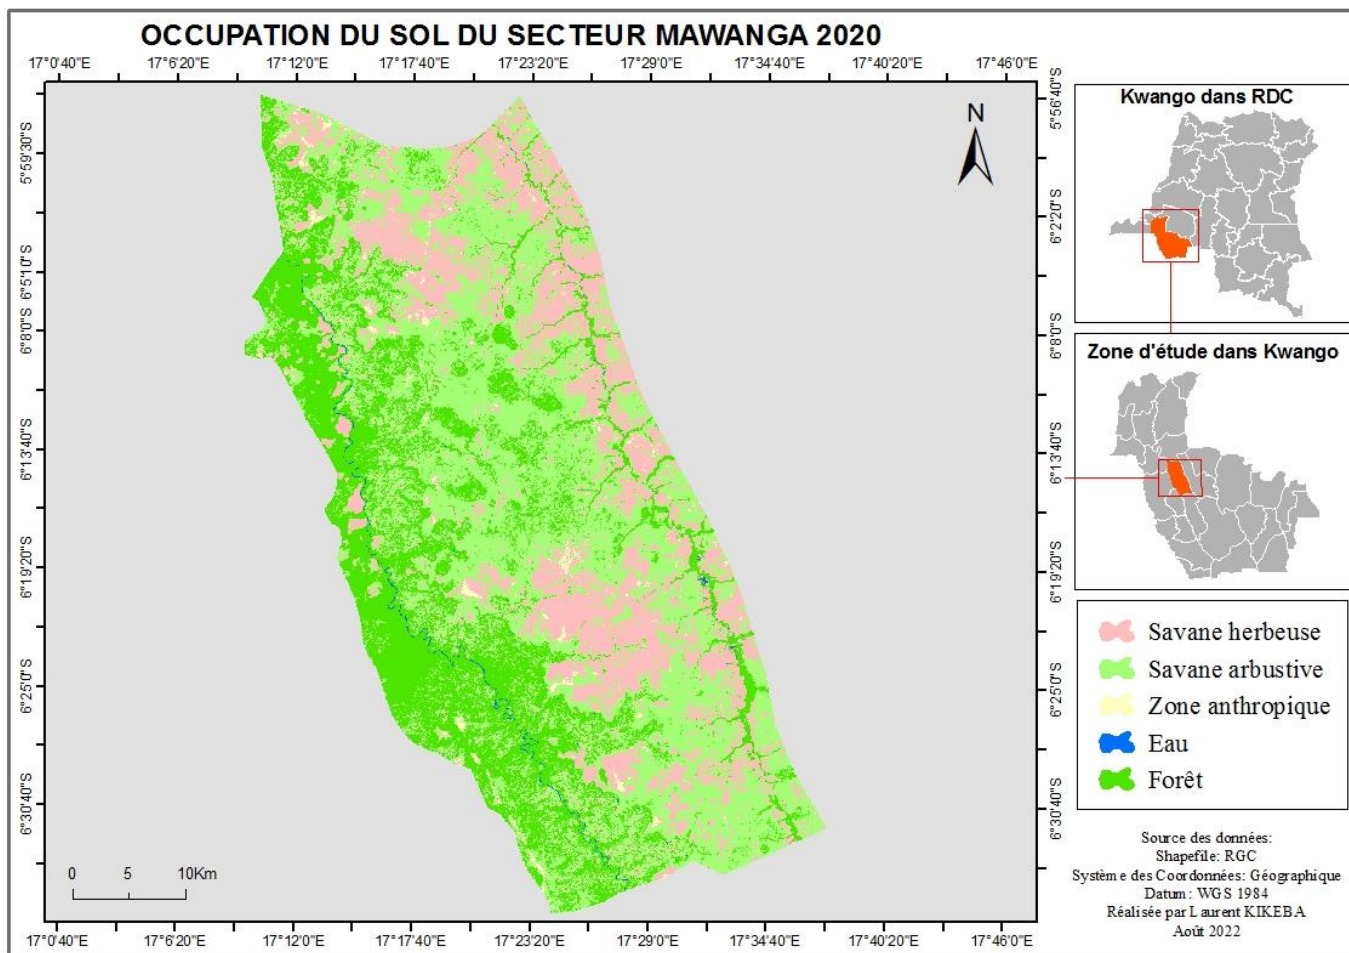 OCCUPATION DU SOL DU SECTEUR MAWANGA 2020
17°0'40"E 17°6'20"E 17°12'0"E 17°17'40"E 17°23'20"E 17°29'0"E 17°34'40"E 17°40'20"E 17°46'0"E
5°59'30"S
6°5'10"S
6°8'0"S
6°13'40"S
6°19'20"S
6°25'0"S
6°30'40"S
N
0 5 10Km
5°56'40"S
6°2'20"S
6°8'0"S
6°13'40"S
6°19'20"S
6°25'0"S
6°30'40"S
17°0'40"E 17°6'20"E 17°12'0"E 17°17'40"E 17°23'20"E 17°29'0"E 17°34'40"E 17°40'20"E 17°46'0"E
Kwango dans RDC
Zone d'étude dans Kwango
Savane herbeuse
Savane arbustive
Zone anthropique
Eau
Forêt
Source des données:
Shapefile: RGC
Système des Coordonnées: Géographique
Datum: WGS 1984
Réalisée par Laurent KIKEBA
Août 2022